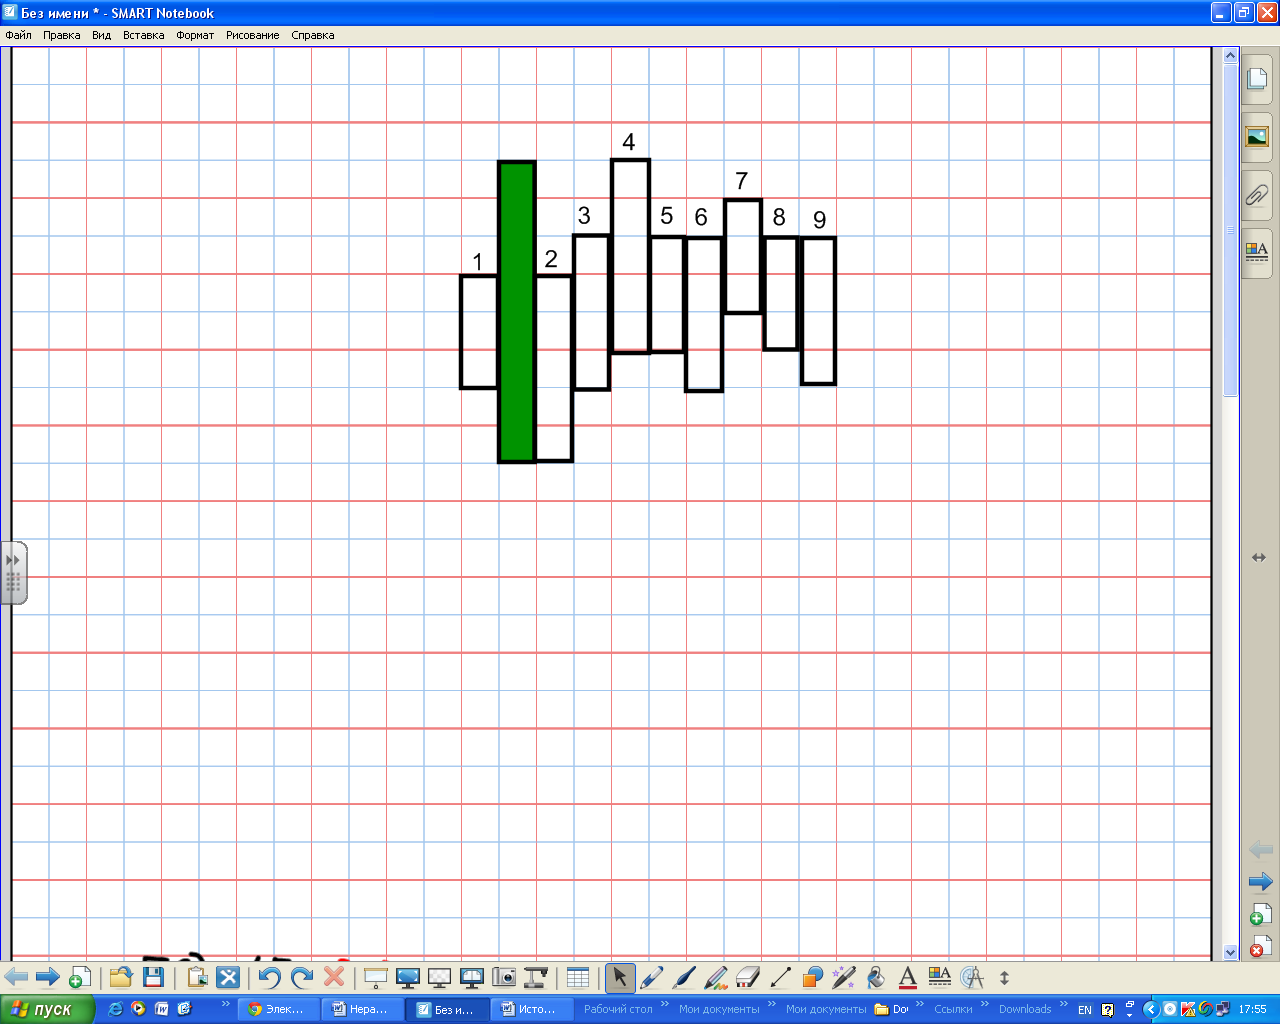 Без имени * - SMART Notebook
Файл Правка Вид Вставка Формат Рисование Справка
4
7
3 5 6 8 9
1 2
пуск
Элек... Нера... Без и... Исто... Рабочий стол » Мои документы » Мои документы » Ссылки » Downloads » EN 17:55